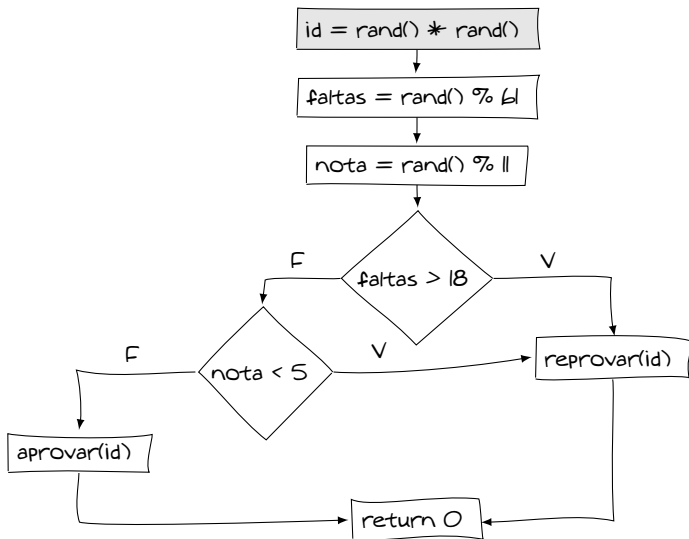 id = rand() * rand()
faltas = rand() % 61
nota = rand() % 11
faltas > 18
F
V
nota < 5
F
V
reprovar(id)
aprovar(id)
return 0